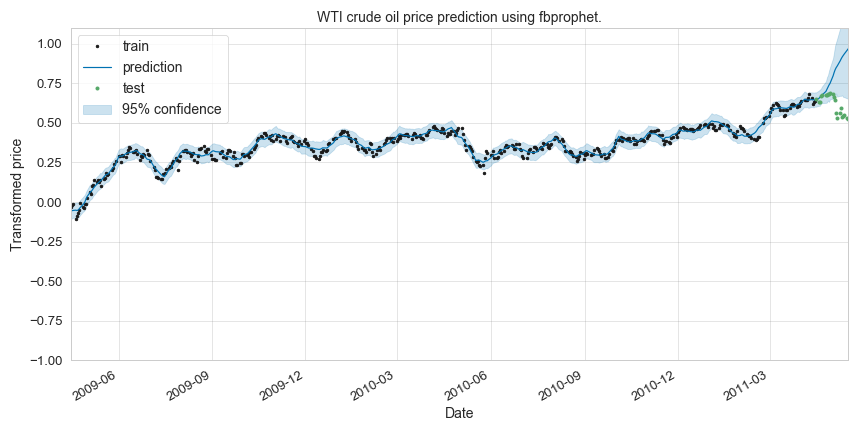 WTI crude oil price prediction using fbprophet.
train
prediction
test
95% confidence
1.00
0.75
0.50
0.25
0.00
−0.25
−0.50
−0.75
−1.00
Transformed price
2009-06
2009-09
2009-12
2010-03
2010-06
2010-09
2010-12
2011-03
Date